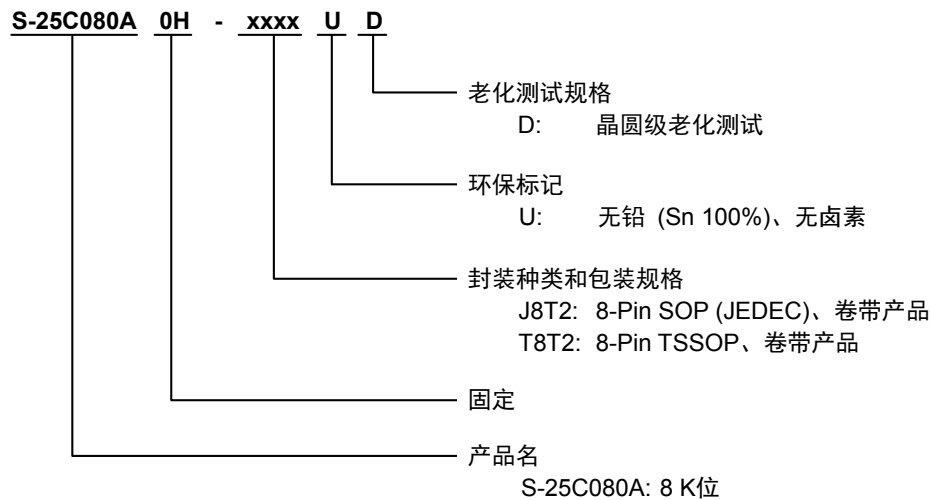 S-25C080A 0H - xxxx U D
老化测试规格
D: 晶圆级老化测试
环保标记
U: 无铅 (Sn 100%)、无卤素
封装种类和包装规格
J8T2: 8-Pin SOP (JEDEC)、卷带产品
T8T2: 8-Pin TSSOP、卷带产品
固定
产品名
S-25C080A: 8 K位